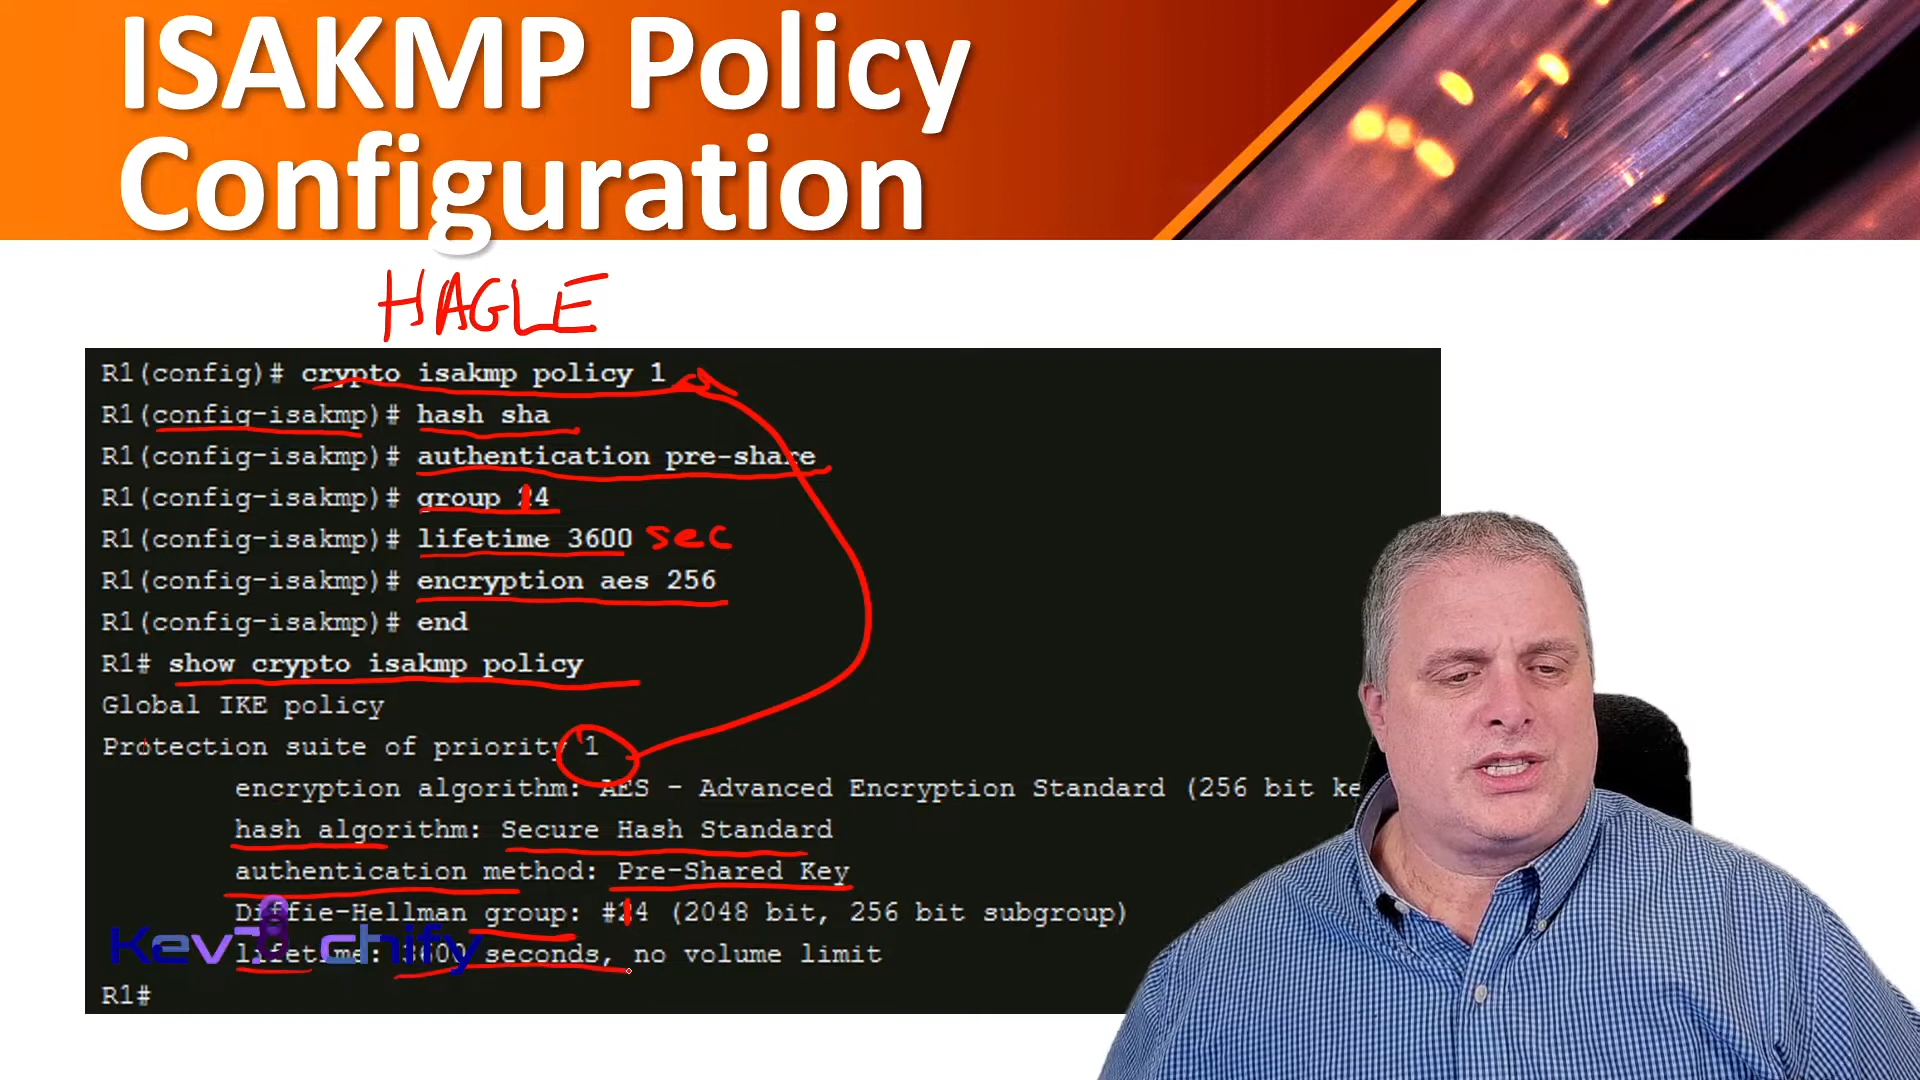 ISAKMP Policy
Configuration
HAGLE
R1(config)# crypto isakmp policy 1
R1(config-isakmp)# hash sha
R1(config-isakmp)# authentication pre-share
R1(config-isakmp)# group 14
R1(config-isakmp)# lifetime 3600 sec
R1(config-isakmp)# encryption aes 256
R1(config-isakmp)# end
R1# show crypto isakmp policy
Global IKE policy
Protection suite of priority 1
encryption algorithm: AES - Advanced Encryption Standard (256 bit ke
hash algorithm: Secure Hash Standard
authentication method: Pre-Shared Key
Diffie-Hellman group: #14 (2048 bit, 256 bit subgroup)
lifetime: 3600 seconds, no volume limit
R1#